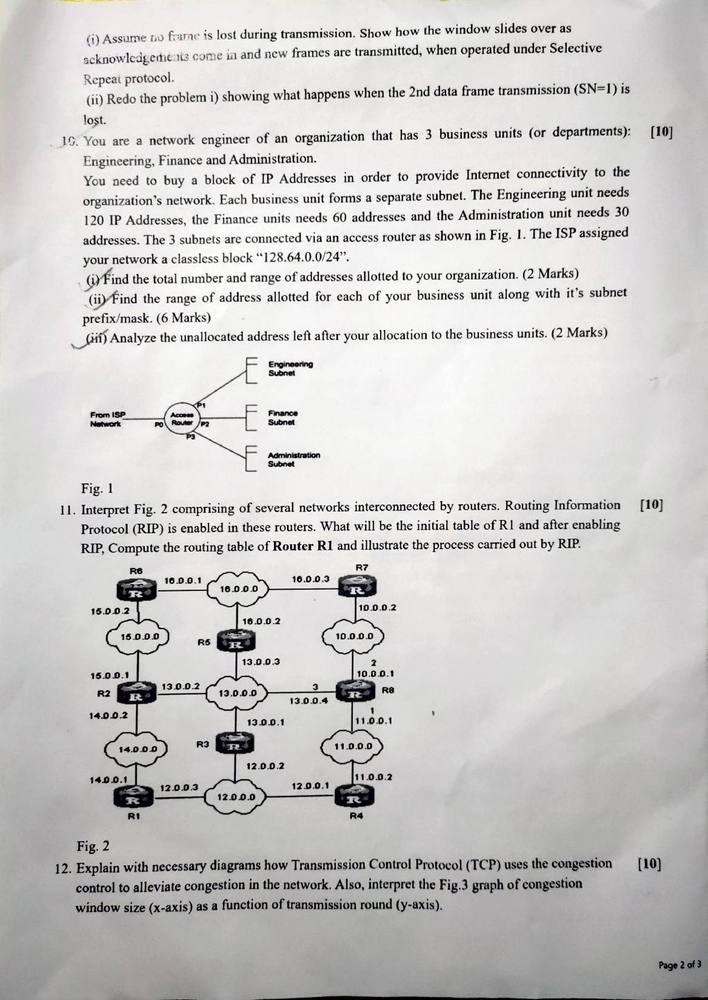 (i) Assume no frame is lost during transmission. Show how the window slides over as
acknowledgements come in and new frames are transmitted, when operated under Selective
Repeat protocol.
(ii) Redo the problem i) showing what happens when the 2nd data frame transmission (SN=1) is
lost.
10. You are a network engineer of an organization that has 3 business units (or departments): [10]
Engineering, Finance and Administration.
You need to buy a block of IP Addresses in order to provide Internet connectivity to the
organization's network. Each business unit forms a separate subnet. The Engineering unit needs
120 IP Addresses, the Finance units needs 60 addresses and the Administration unit needs 30
addresses. The 3 subnets are connected via an access router as shown in Fig. 1. The ISP assigned
your network a classless block "128.64.0.0/24".
(i) Find the total number and range of addresses allotted to your organization. (2 Marks)
(ii) Find the range of address allotted for each of your business unit along with it's subnet
prefix/mask. (6 Marks)
(iii) Analyze the unallocated address left after your allocation to the business units. (2 Marks)
Engineering
Subnet
From ISP
Network
P0
Access
Router
P1
P2
P3
Finance
Subnet
Administration
Subnet
Fig. 1
11. Interpret Fig. 2 comprising of several networks interconnected by routers. Routing Information [10]
Protocol (RIP) is enabled in these routers. What will be the initial table of R1 and after enabling
RIP, Compute the routing table of Router R1 and illustrate the process carried out by RIP.
R6
R7
16.0.0.1
16.0.0.0
16.0.0.3
R
R
15.0.0.2
16.0.0.2
10.0.0.2
15.0.0.0
R5
R
10.0.0.0
15.0.0.1
13.0.0.3
2
10.0.0.1
R2
R
13.0.0.2
13.0.0.0
3
13.0.0.4
R
R8
14.0.0.2
13.0.0.1
1
11.0.0.1
14.0.0.0
R3
R
11.0.0.0
14.0.0.1
12.0.0.2
11.0.0.2
R
12.0.0.3
12.0.0.0
12.0.0.1
R
R1
R4
Fig. 2
12. Explain with necessary diagrams how Transmission Control Protocol (TCP) uses the congestion [10]
control to alleviate congestion in the network. Also, interpret the Fig.3 graph of congestion
window size (x-axis) as a function of transmission round (y-axis).
Page 2 of 3